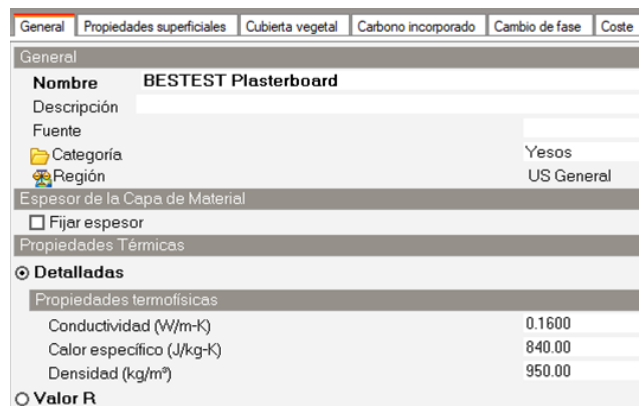 General Propiedades superficiales Cubierta vegetal Carbono incorporado Cambio de fase Coste
General
Nombre BESTEST Plasterboard
Descripción
Fuente
Categoría Yesos
Región US General
Espesor de la Capa de Material
Fijar espesor
Propiedades Térmicas
Detalladas
Propiedades termofísicas
Conductividad (W/m-K) 0.1600
Calor específico (J/kg-K) 840.00
Densidad (kg/m³) 950.00
Valor R